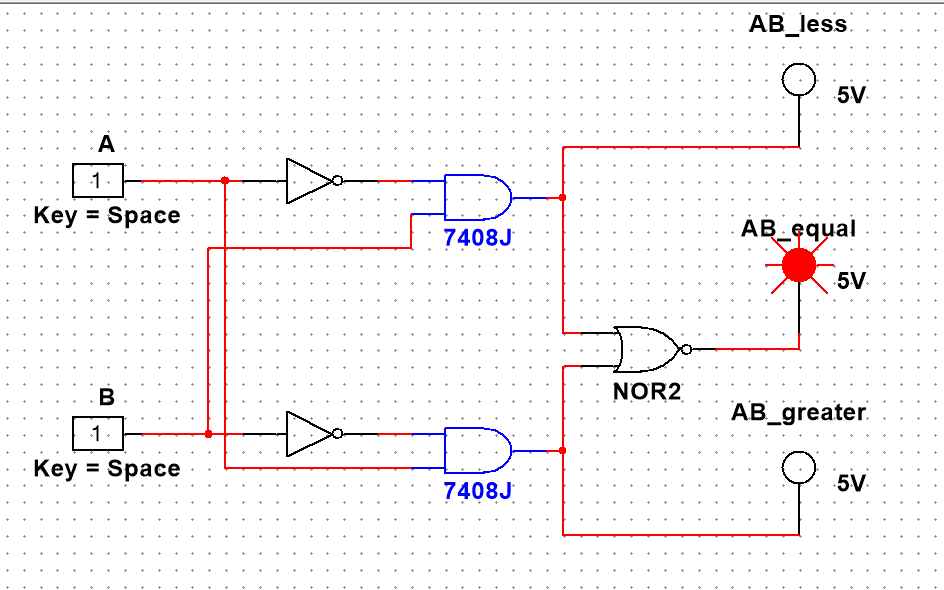 AB_less
5V
A
1
Key = Space
7408J
AB_equal
5V
NOR2
B
1
Key = Space
7408J
AB_greater
5V